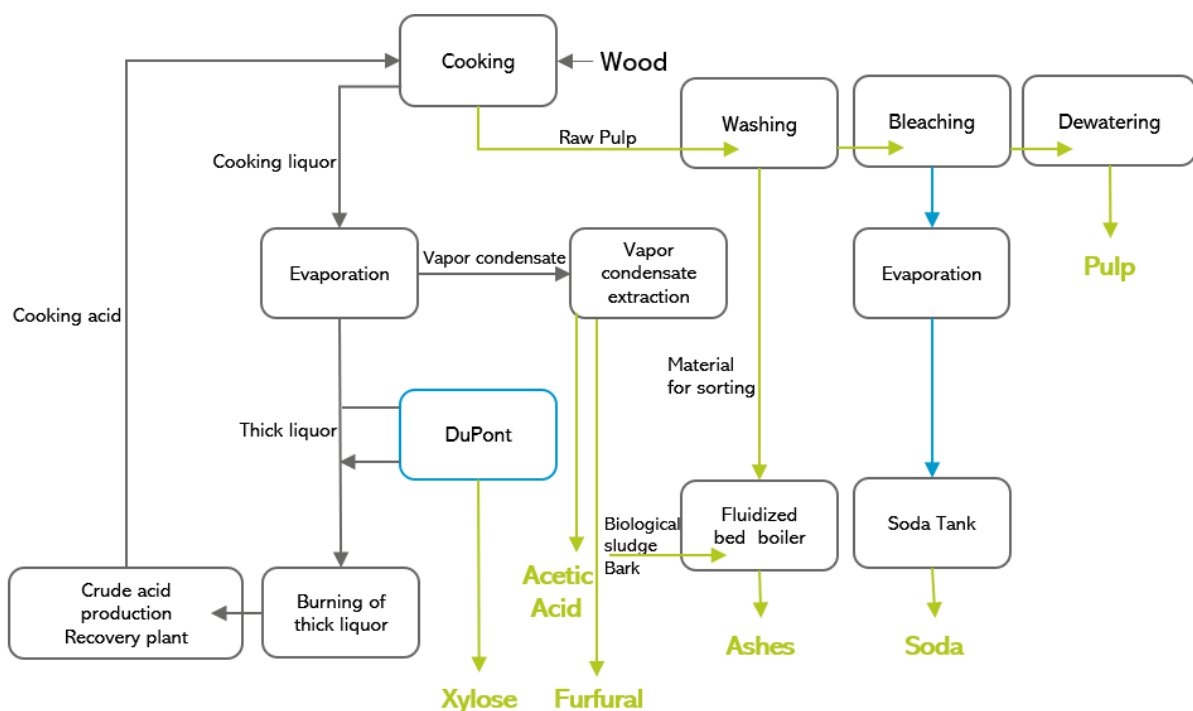 Cooking
Wood
Washing
Bleaching
Dewatering
Raw Pulp
Cooking liquor
Evaporation
Vapor condensate
Vapor
condensate
extraction
Evaporation
Pulp
Cooking acid
Material
for sorting
Thick liquor
DuPont
Biological
sludge
Bark
Fluidized
bed boiler
Soda Tank
Acetic
Acid
Crude acid
production
Recovery plant
Burning of
thick liquor
Ashes
Soda
Xylose
Furfural